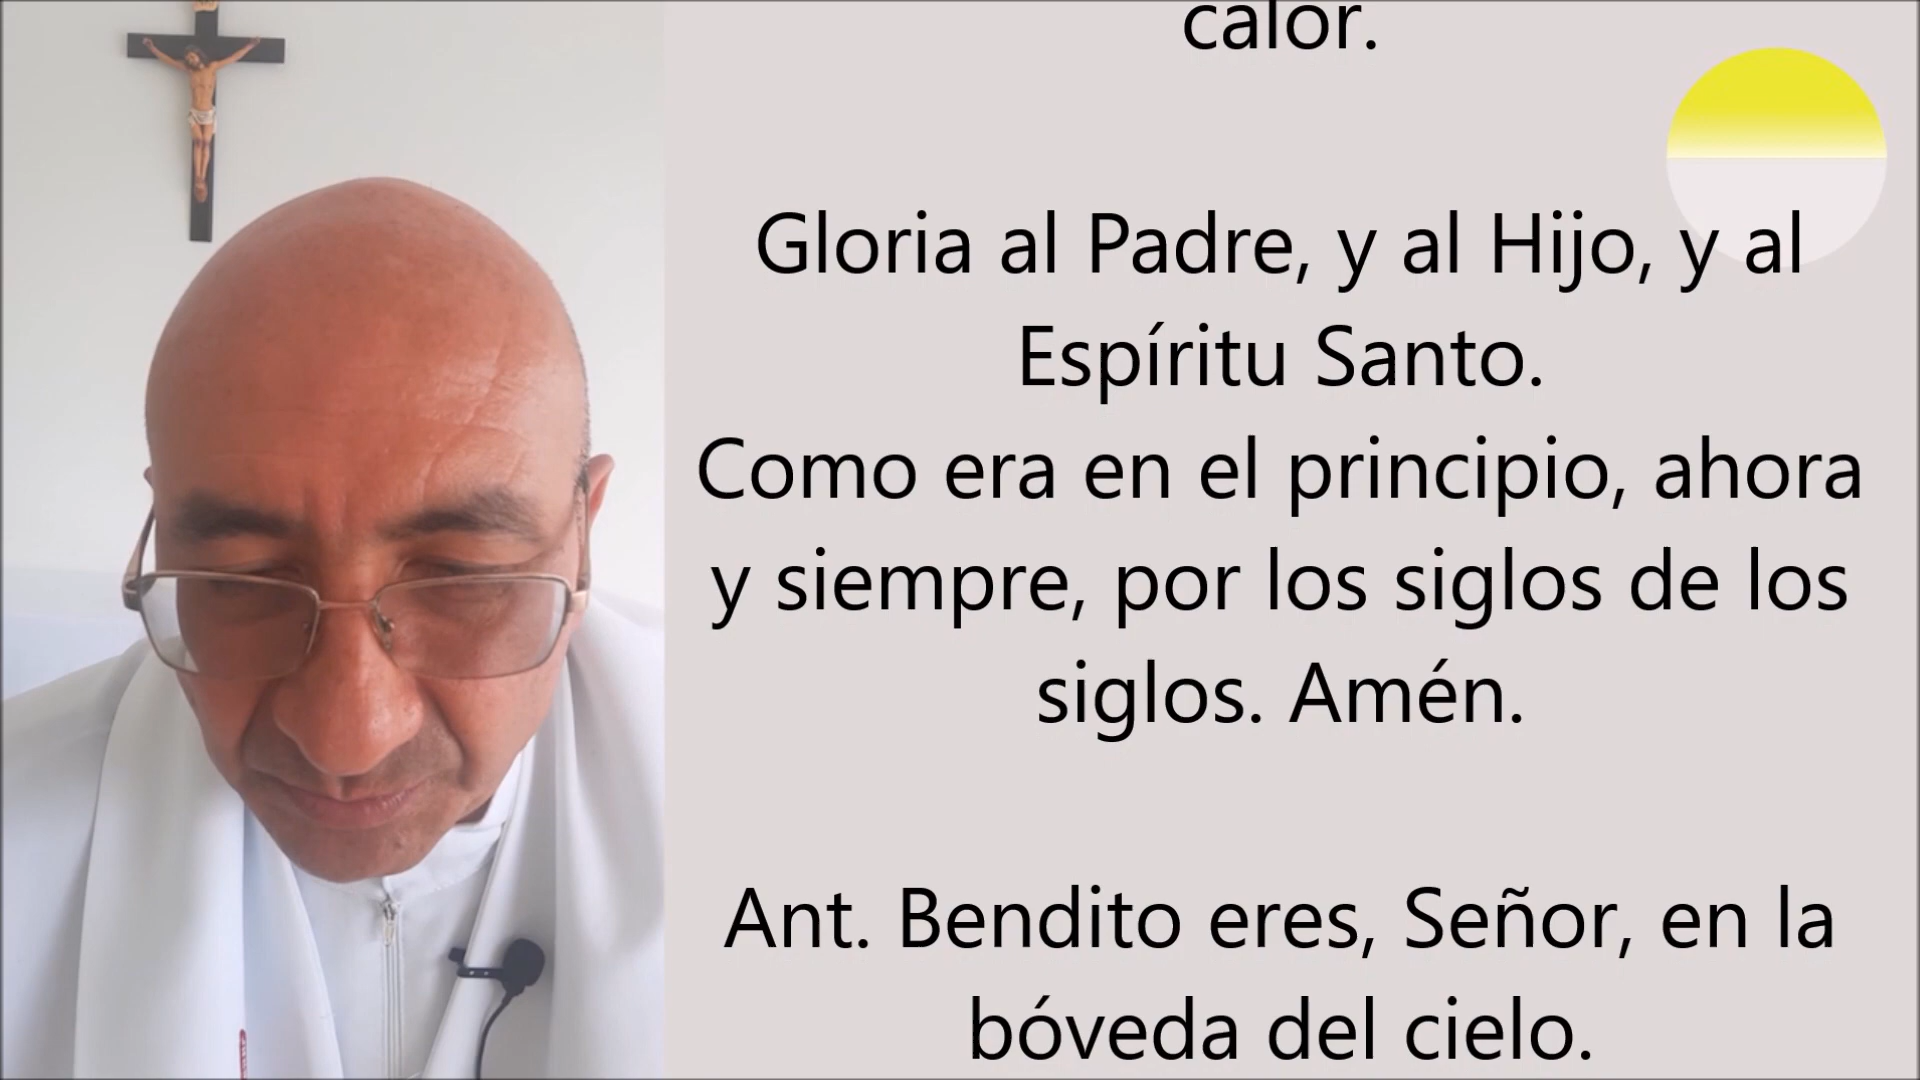 calor.
Gloria al Padre, y al Hijo, y al
Espíritu Santo.
Como era en el principio, ahora
y siempre, por los siglos de los
siglos. Amén.
Ant. Bendito eres, Señor, en la
bóveda del cielo.